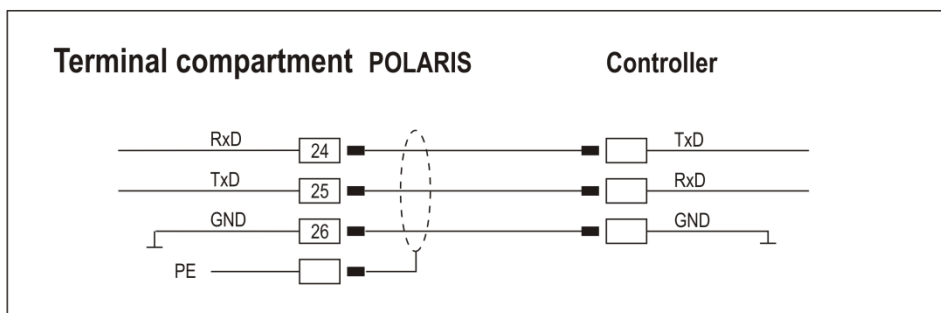 Terminal compartment POLARIS Controller
RxD 24 TxD
TxD 25 RxD
GND 26 GND
PE